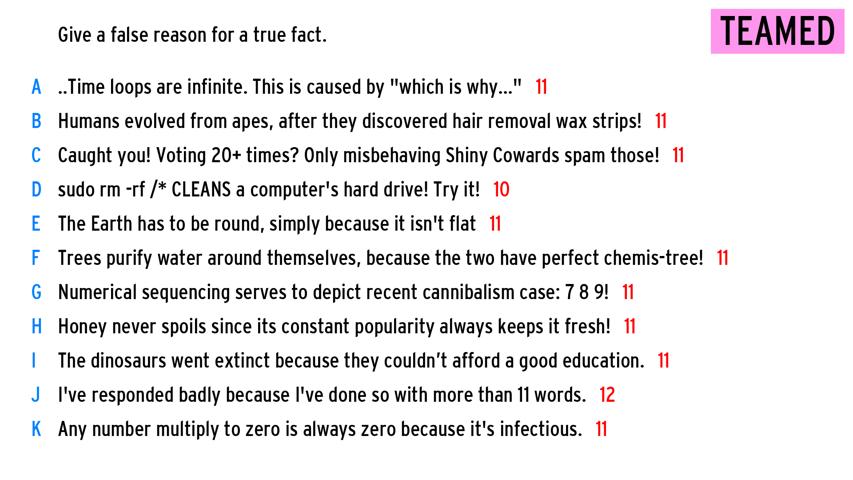 Give a false reason for a true fact.
TEAMED
A ..Time loops are infinite. This is caused by "which is why..." 11
B Humans evolved from apes, after they discovered hair removal wax strips! 11
C Caught you! Voting 20+ times? Only misbehaving Shiny Cowards spam those! 11
D sudo rm -rf /* CLEANS a computer's hard drive! Try it! 10
E The Earth has to be round, simply because it isn't flat 11
F Trees purify water around themselves, because the two have perfect chemis-tree! 11
G Numerical sequencing serves to depict recent cannibalism case: 7 8 9! 11
H Honey never spoils since its constant popularity always keeps it fresh! 11
I The dinosaurs went extinct because they couldn’t afford a good education. 11
J I've responded badly because I've done so with more than 11 words. 12
K Any number multiply to zero is always zero because it's infectious. 11